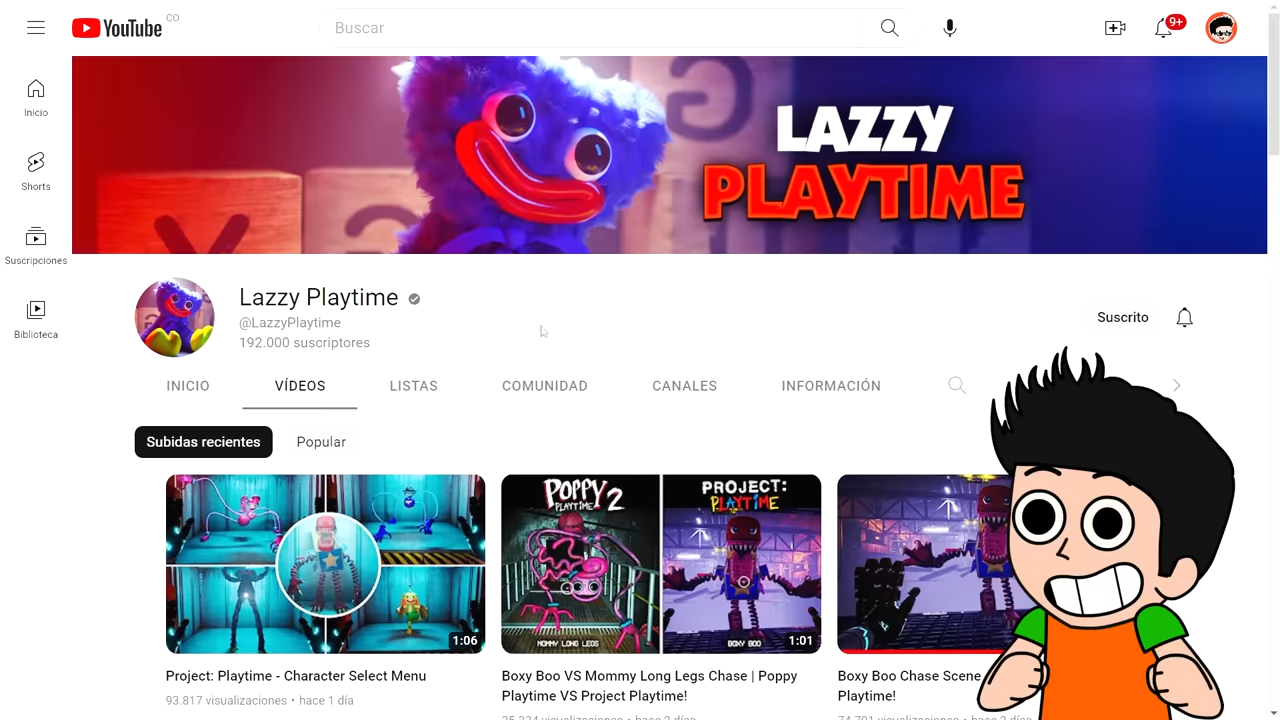 YouTube CO
Buscar
9+
Inicio
Shorts
Suscripciones
Biblioteca
LAZZY
PLAYTIME
Lazzy Playtime
@LazzyPlaytime
192.000 suscriptores
Suscrito
INICIO
VÍDEOS
LISTAS
COMUNIDAD
CANALES
INFORMACIÓN
Subidas recientes
Popular
1:06
POPPY
PLAYTIME 2
MOMMY LONG LEGS
PROJECT:
PLAYTIME
BOXY BOO
1:01
Project: Playtime - Character Select Menu
93.817 visualizaciones • hace 1 día
Boxy Boo VS Mommy Long Legs Chase | Poppy
Playtime VS Project Playtime!
Boxy Boo Chase Scene
Playtime!